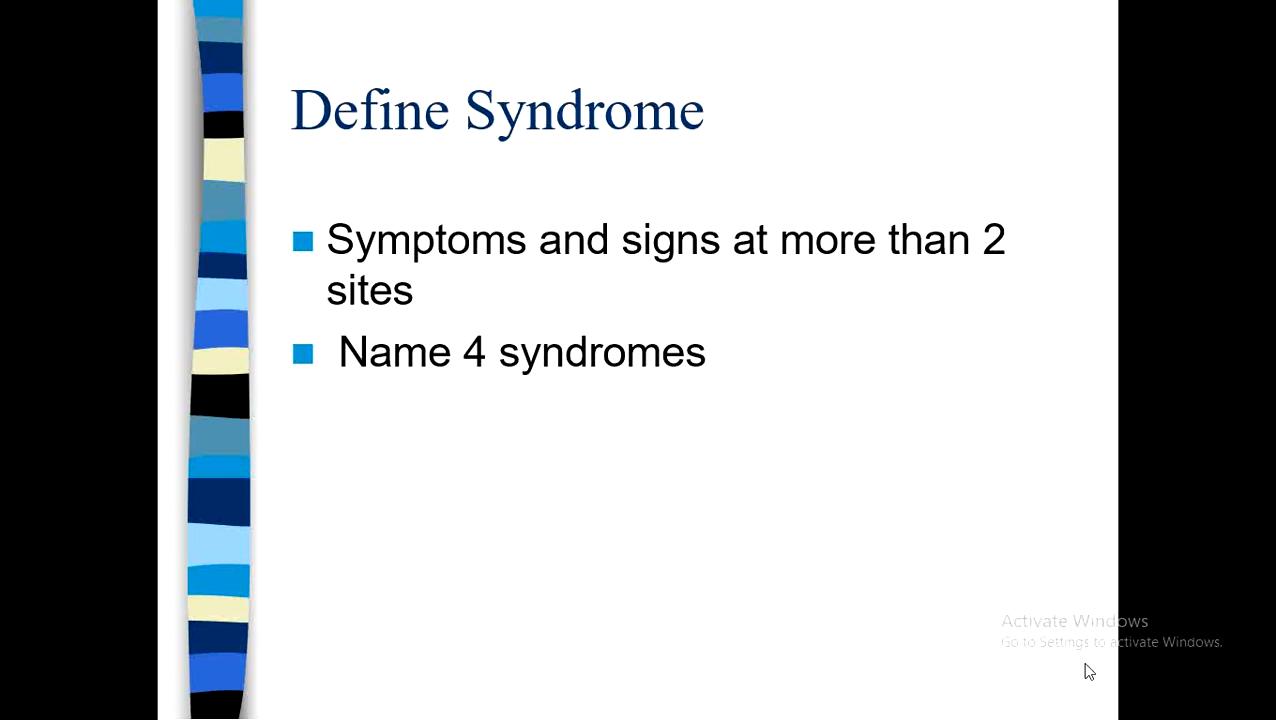 Define Syndrome
Symptoms and signs at more than 2
sites
Name 4 syndromes
Activate Windows
Go to Settings to activate Windows.